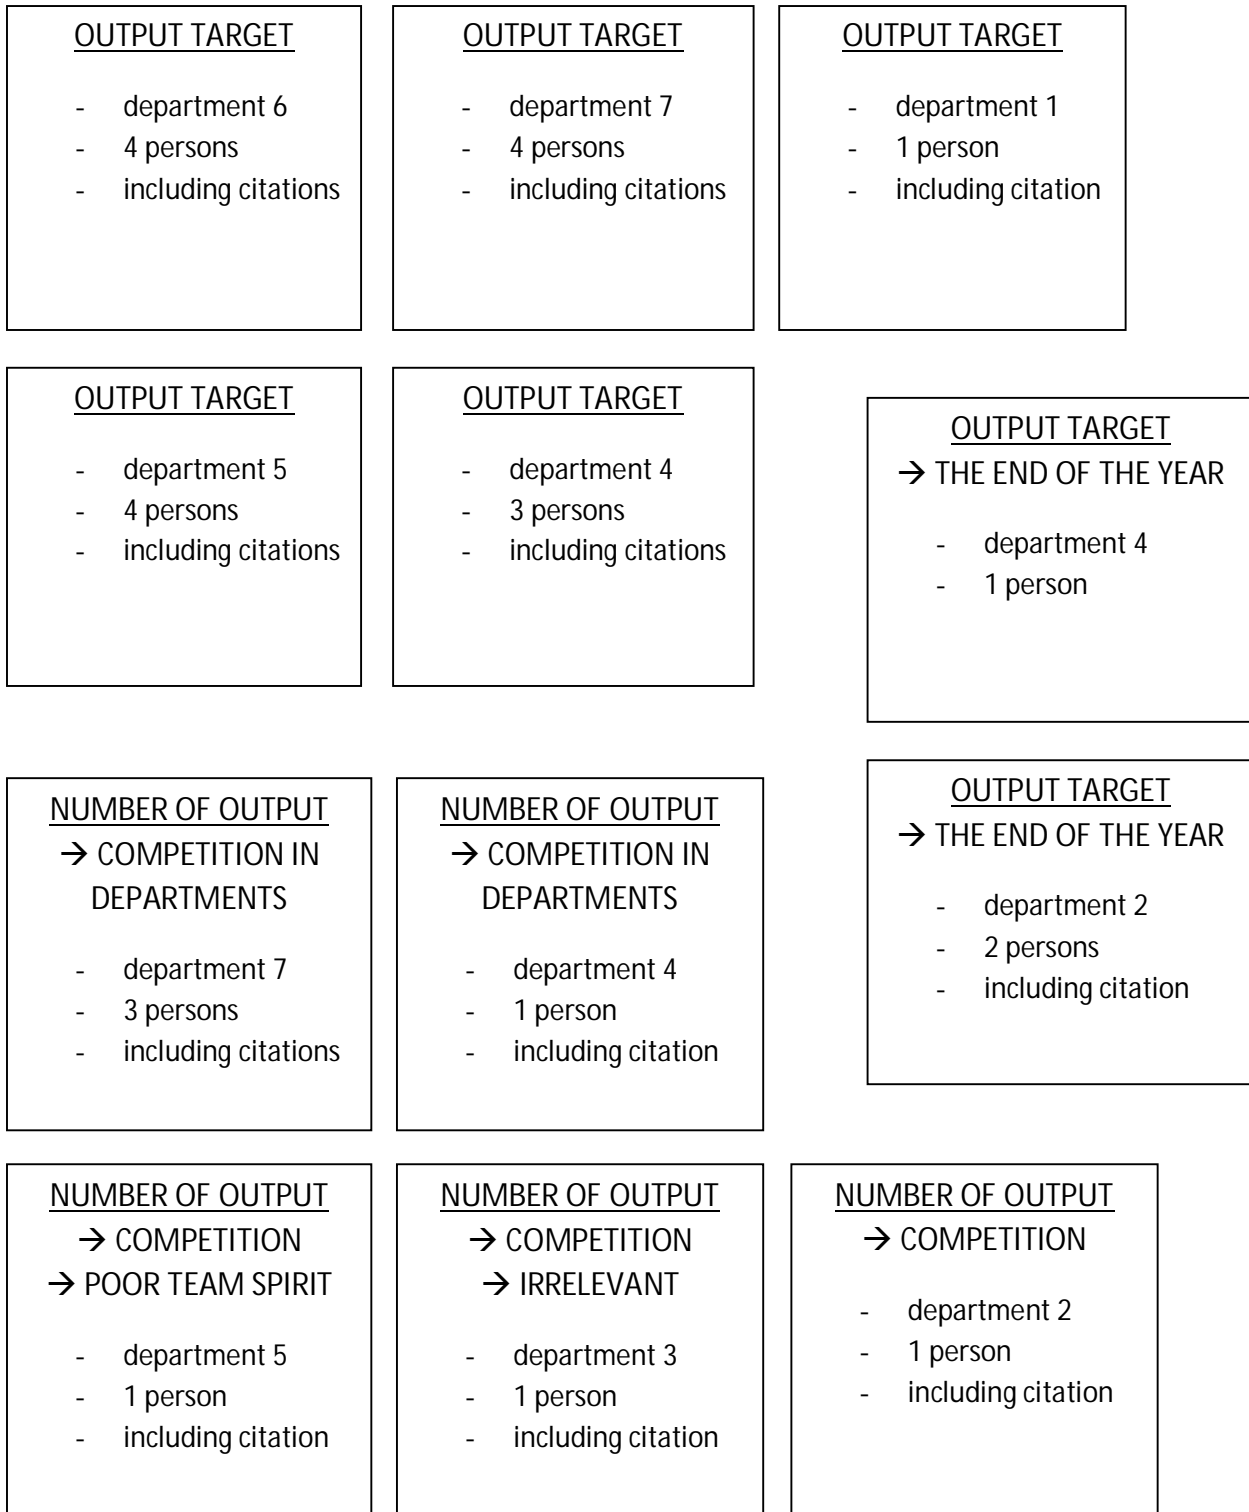 OUTPUT TARGET
- department 6
- 4 persons
- including citations
OUTPUT TARGET
- department 7
- 4 persons
- including citations
OUTPUT TARGET
- department 1
- 1 person
- including citation
OUTPUT TARGET
- department 5
- 4 persons
- including citations
OUTPUT TARGET
- department 4
- 3 persons
- including citations
OUTPUT TARGET
→ THE END OF THE YEAR
- department 4
- 1 person
NUMBER OF OUTPUT
→ COMPETITION IN
DEPARTMENTS
- department 7
- 3 persons
- including citations
NUMBER OF OUTPUT
→ COMPETITION IN
DEPARTMENTS
- department 4
- 1 person
- including citation
OUTPUT TARGET
→ THE END OF THE YEAR
- department 2
- 2 persons
- including citation
NUMBER OF OUTPUT
→ COMPETITION
→ POOR TEAM SPIRIT
- department 5
- 1 person
- including citation
NUMBER OF OUTPUT
→ COMPETITION
→ IRRELEVANT
- department 3
- 1 person
- including citation
NUMBER OF OUTPUT
→ COMPETITION
- department 2
- 1 person
- including citation